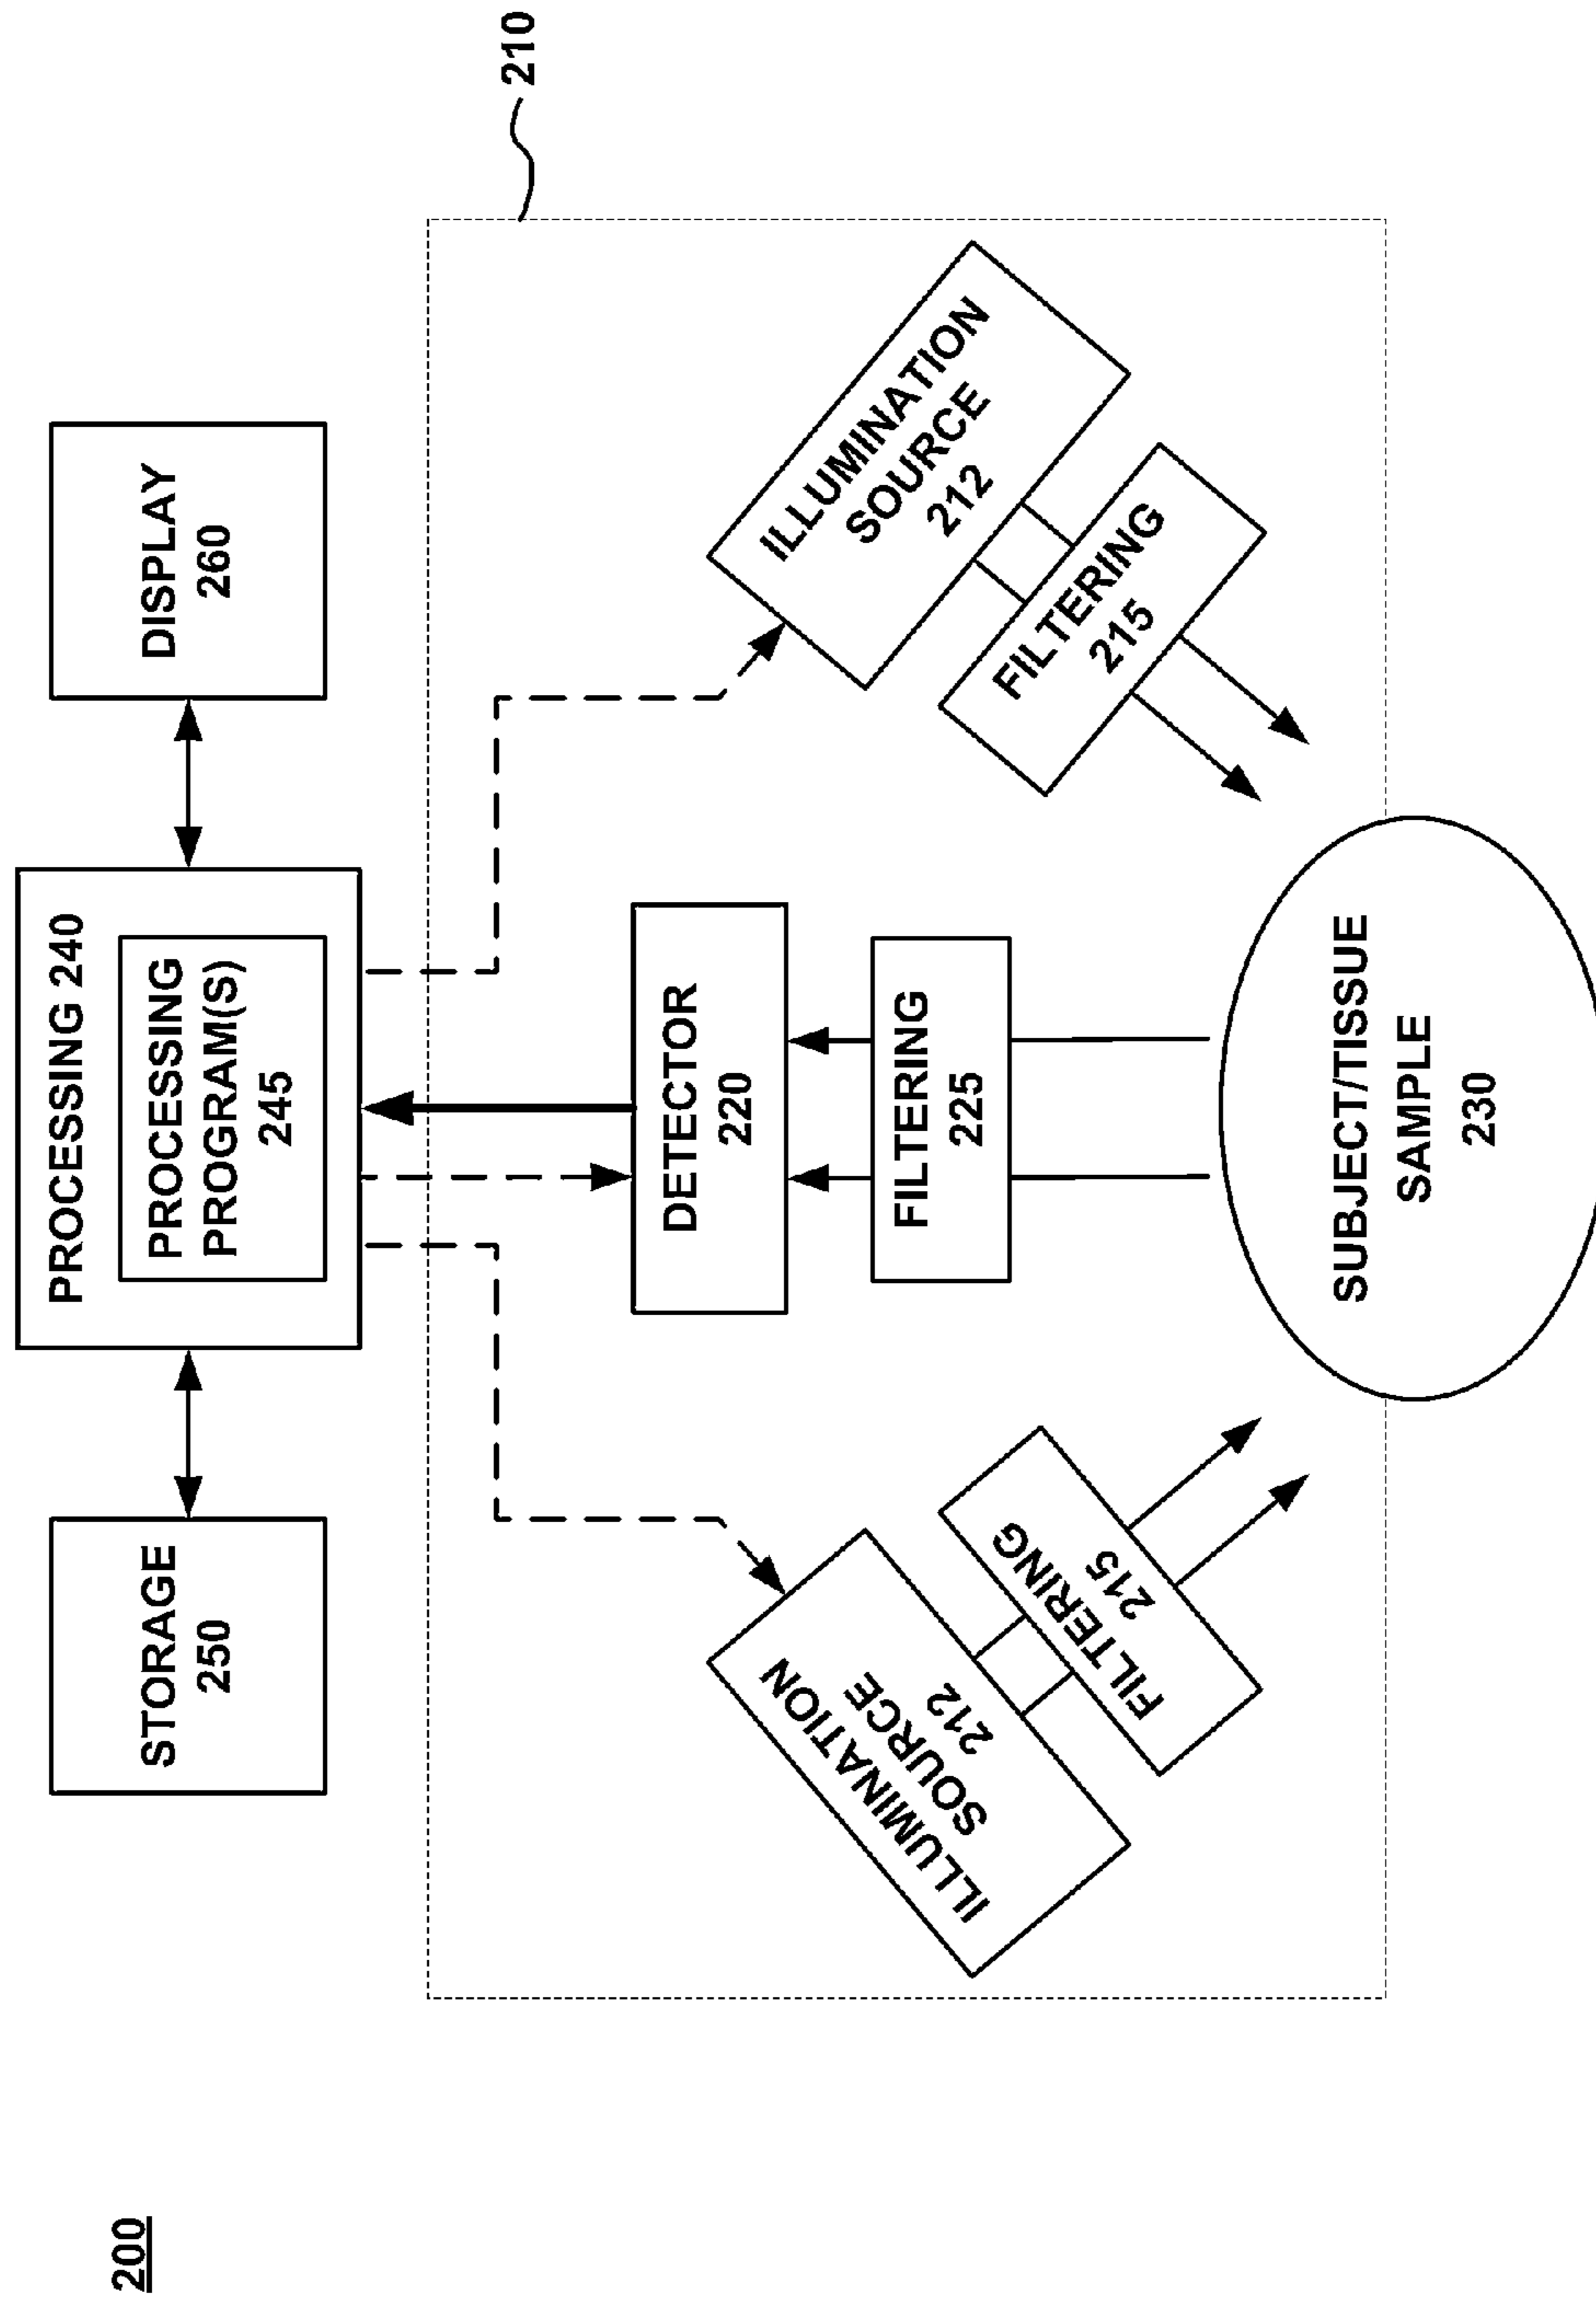 200
STORAGE
250
PROCESSING 240
PROCESSING
PROGRAM(S)
245
DISPLAY
260
210
DETECTOR
220
FILTERING
225
ILLUMINATION
SOURCE
212
FILTERING
215
ILLUMINATION
SOURCE
212
FILTERING
215
SUBJECT/TISSUE
SAMPLE
230